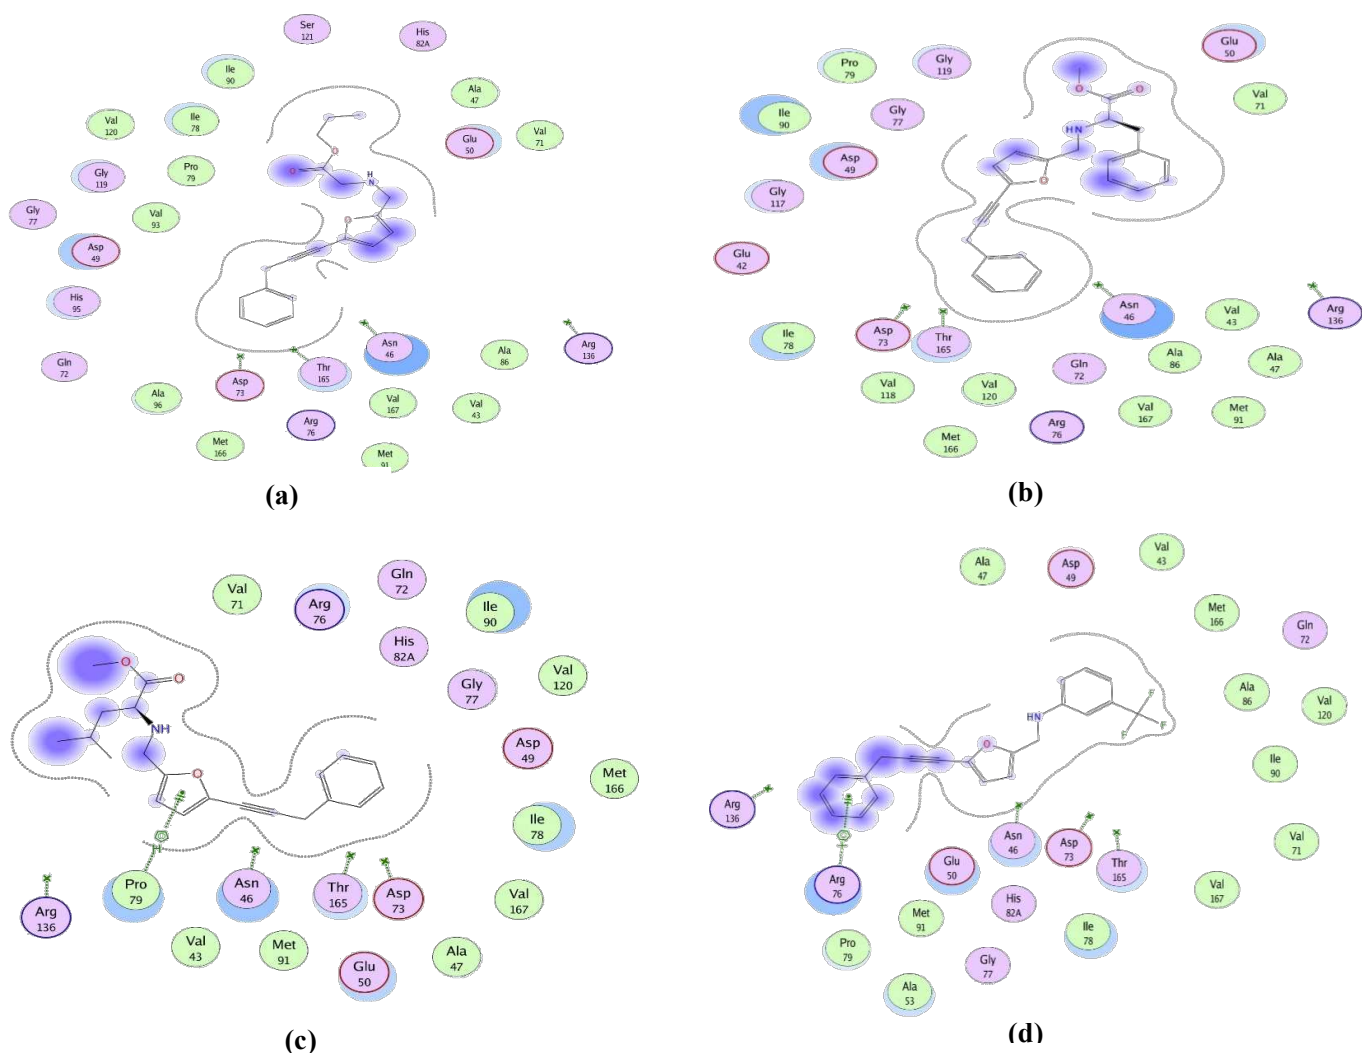 Ser
121
His
82A
Ile
90
Ala
47
Val
120
Ile
78
Glu
50
Val
71
Gly
119
Pro
79
Gly
77
Val
93
Asp
49
His
95
Gln
72
Ala
96
Asp
73
Thr
165
Asn
46
Ala
86
Arg
136
Met
166
Arg
76
Val
167
Val
43
Met
91
O
O
H
N
O
(a)
Glu
50
Pro
79
Gly
119
Val
71
Ile
90
Gly
77
Asp
49
Gly
117
Glu
42
Ile
78
Asp
73
Thr
165
Asn
46
Val
43
Arg
136
Val
118
Val
120
Gln
72
Ala
86
Ala
47
Met
166
Arg
76
Val
167
Met
91
O
O
HN
O
(b)
Val
71
Arg
76
Gln
72
Ile
90
His
82A
Gly
77
Val
120
Asp
49
Met
166
Ile
78
Val
167
Arg
136
Pro
79
Asn
46
Thr
165
Asp
73
Val
43
Met
91
Glu
50
Ala
47
O
O
NH
O
H
(c)
Ala
47
Asp
49
Val
43
Met
166
Gln
72
Ala
86
Val
120
Ile
90
Val
71
Val
167
Arg
136
Arg
76
Glu
50
Asn
46
Asp
73
Thr
165
Met
91
His
82A
Ile
78
Pro
79
Gly
77
Ala
53
HN
O
F
F
F
(d)